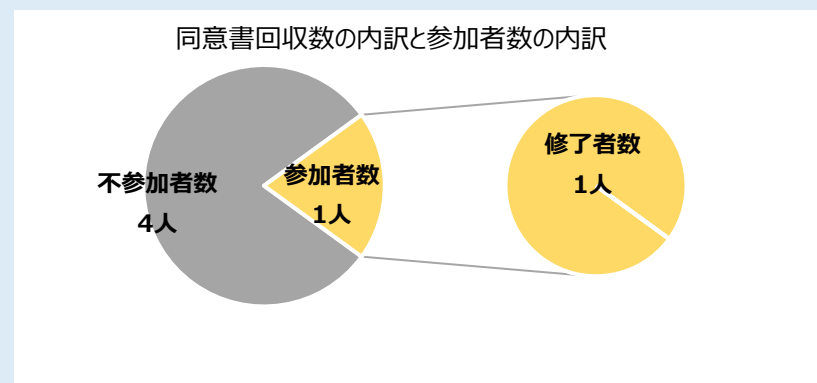 同意書回収数の内訳と参加者数の内訳
不参加者数
4人
参加者数
1人
修了者数
1人